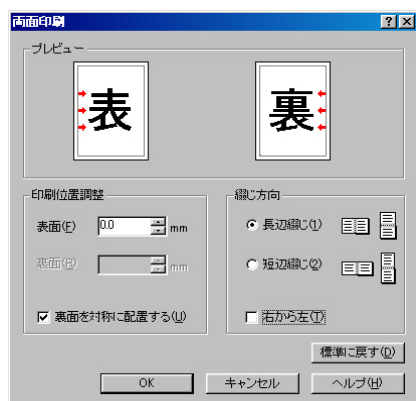 両面印刷
プレビュー
表 裏
印刷位置調整
表面(F) 0.0 mm
裏面(R) mm
裏面を対称に配置する(U)
綴じ方向
長辺綴じ(1)
短辺綴じ(2)
右から左(T)
標準に戻す(D)
OK キャンセル ヘルプ(H)